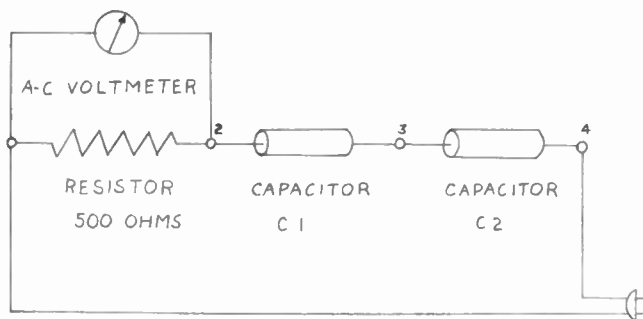 A-C VOLTMETER
2
3
4
RESISTOR
500 OHMS
CAPACITOR
C 1
CAPACITOR
C 2